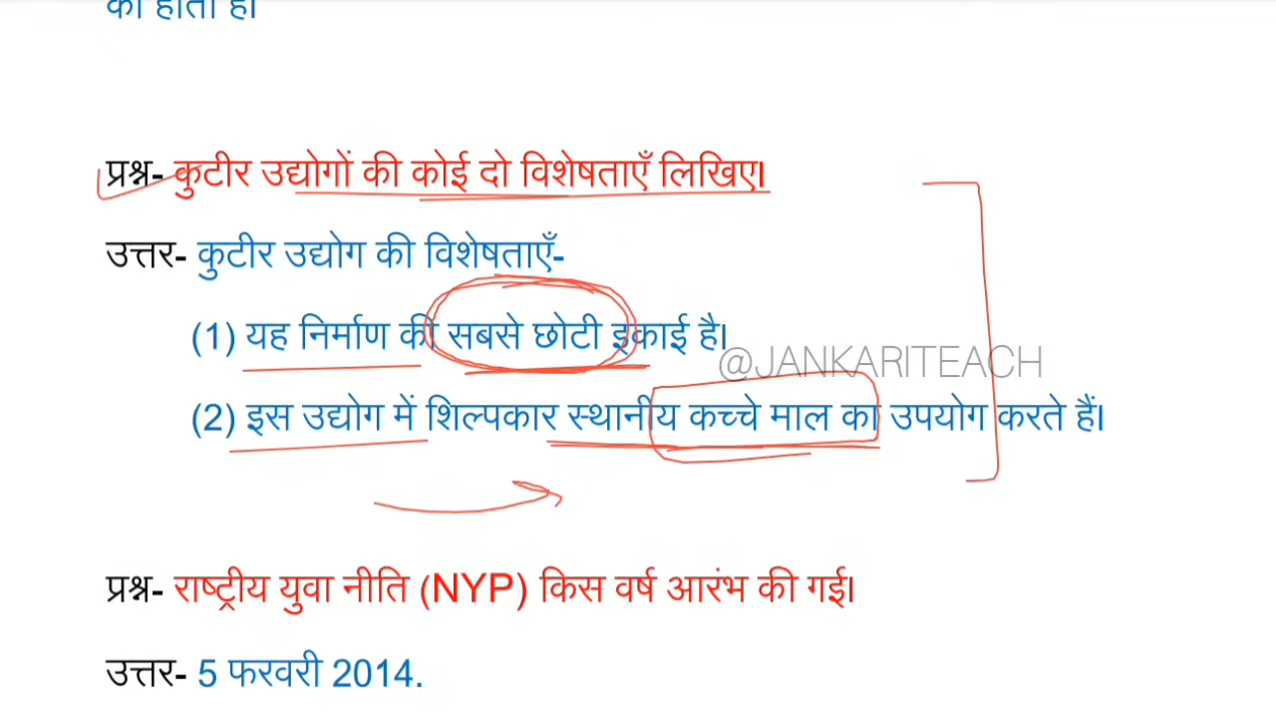 को होता है।
प्रश्न- कुटीर उद्योगों की कोई दो विशेषताएँ लिखिए।
उत्तर- कुटीर उद्योग की विशेषताएँ-
(1) यह निर्माण की सबसे छोटी इकाई है।
@JANKARITEACH
(2) इस उद्योग में शिल्पकार स्थानीय कच्चे माल का उपयोग करते हैं।
प्रश्न- राष्ट्रीय युवा नीति (NYP) किस वर्ष आरंभ की गई।
उत्तर- 5 फरवरी 2014.